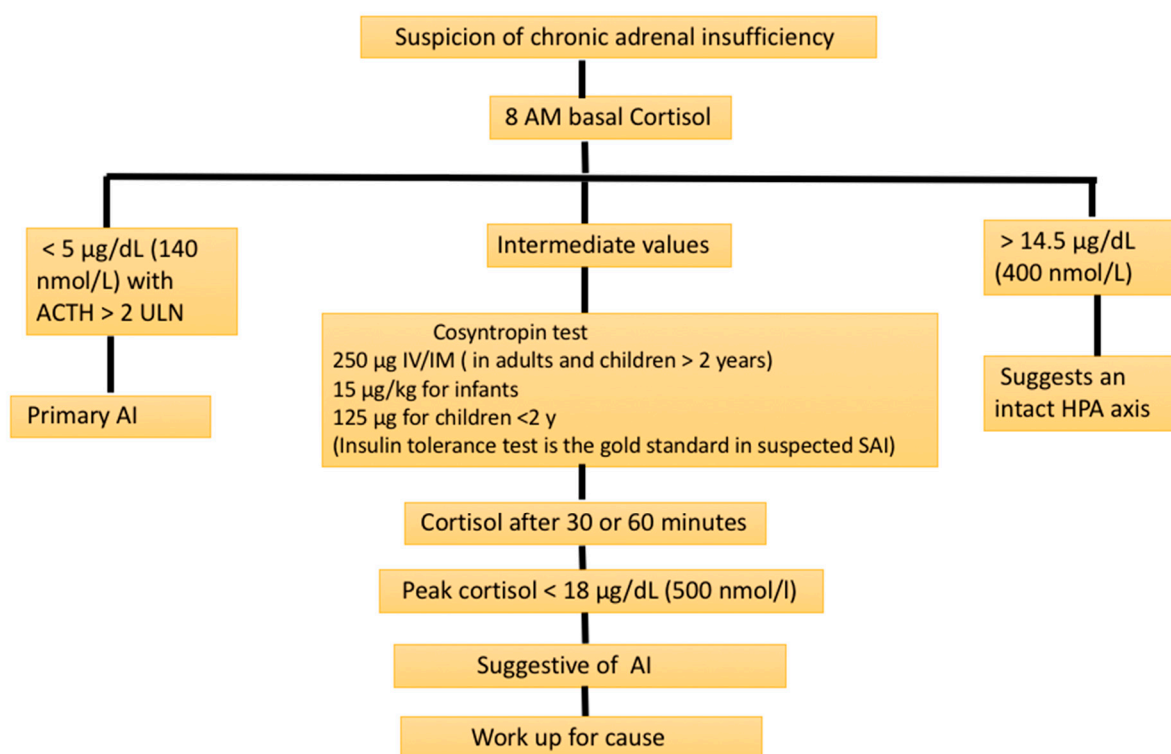 Suspicion of chronic adrenal insufficiency
8 AM basal Cortisol
< 5 µg/dL (140
nmol/L) with
ACTH > 2 ULN
Primary AI
Intermediate values
Cosyntropin test
250 µg IV/IM ( in adults and children > 2 years)
15 µg/kg for infants
125 µg for children <2 y
(Insulin tolerance test is the gold standard in suspected SAI)
Cortisol after 30 or 60 minutes
Peak cortisol < 18 µg/dL (500 nmol/l)
Suggestive of AI
Work up for cause
> 14.5 µg/dL
(400 nmol/L)
Suggests an
intact HPA axis